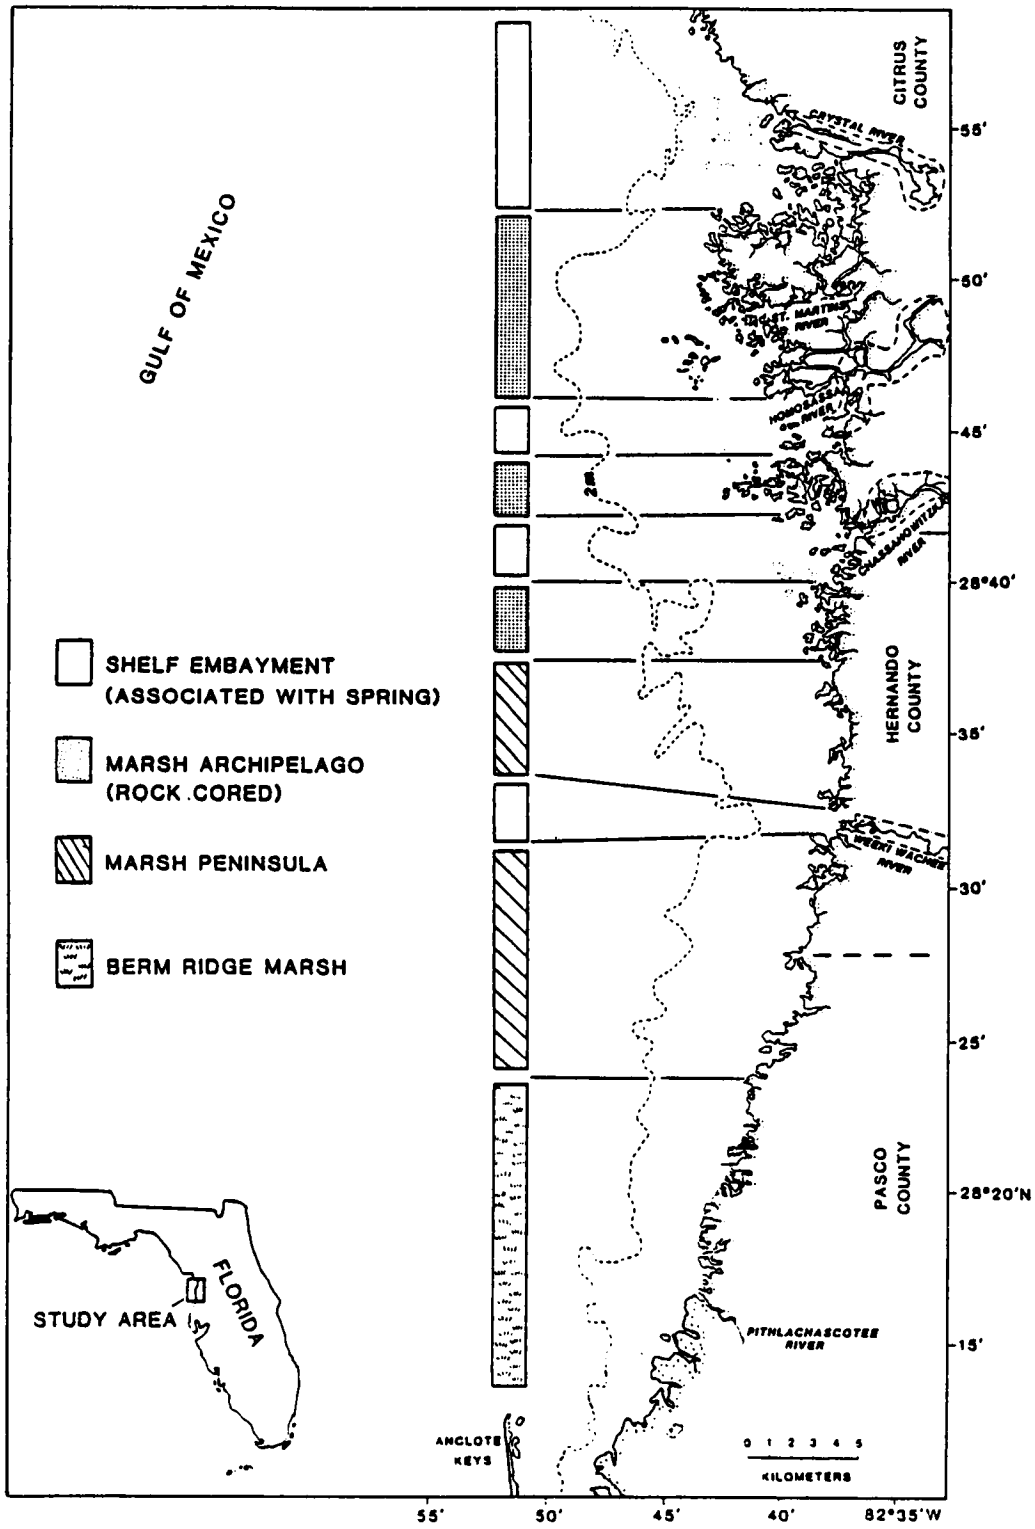 CITRUS
COUNTY
CRYSTAL RIVER
55'
GULF OF MEXICO
50'
ST. MARTINS
RIVER
HOMOSASSA
RIVER
45'
2 m
CHASSAHOWITZKA
RIVER
28°40'
SHELF EMBAYMENT
(ASSOCIATED WITH SPRING)
HERNANDO
COUNTY
35'
MARSH ARCHIPELAGO
(ROCK CORED)
WEEKI WACHEE
RIVER
MARSH PENINSULA
30'
BERM RIDGE MARSH
25'
PASCO
COUNTY
28°20'N
FLORIDA
STUDY AREA
PITHLACHASCOTEE
RIVER
15'
ANCLOTE
KEYS
0 1 2 3 4 5
KILOMETERS
55' 50' 45' 40' 82°35'W